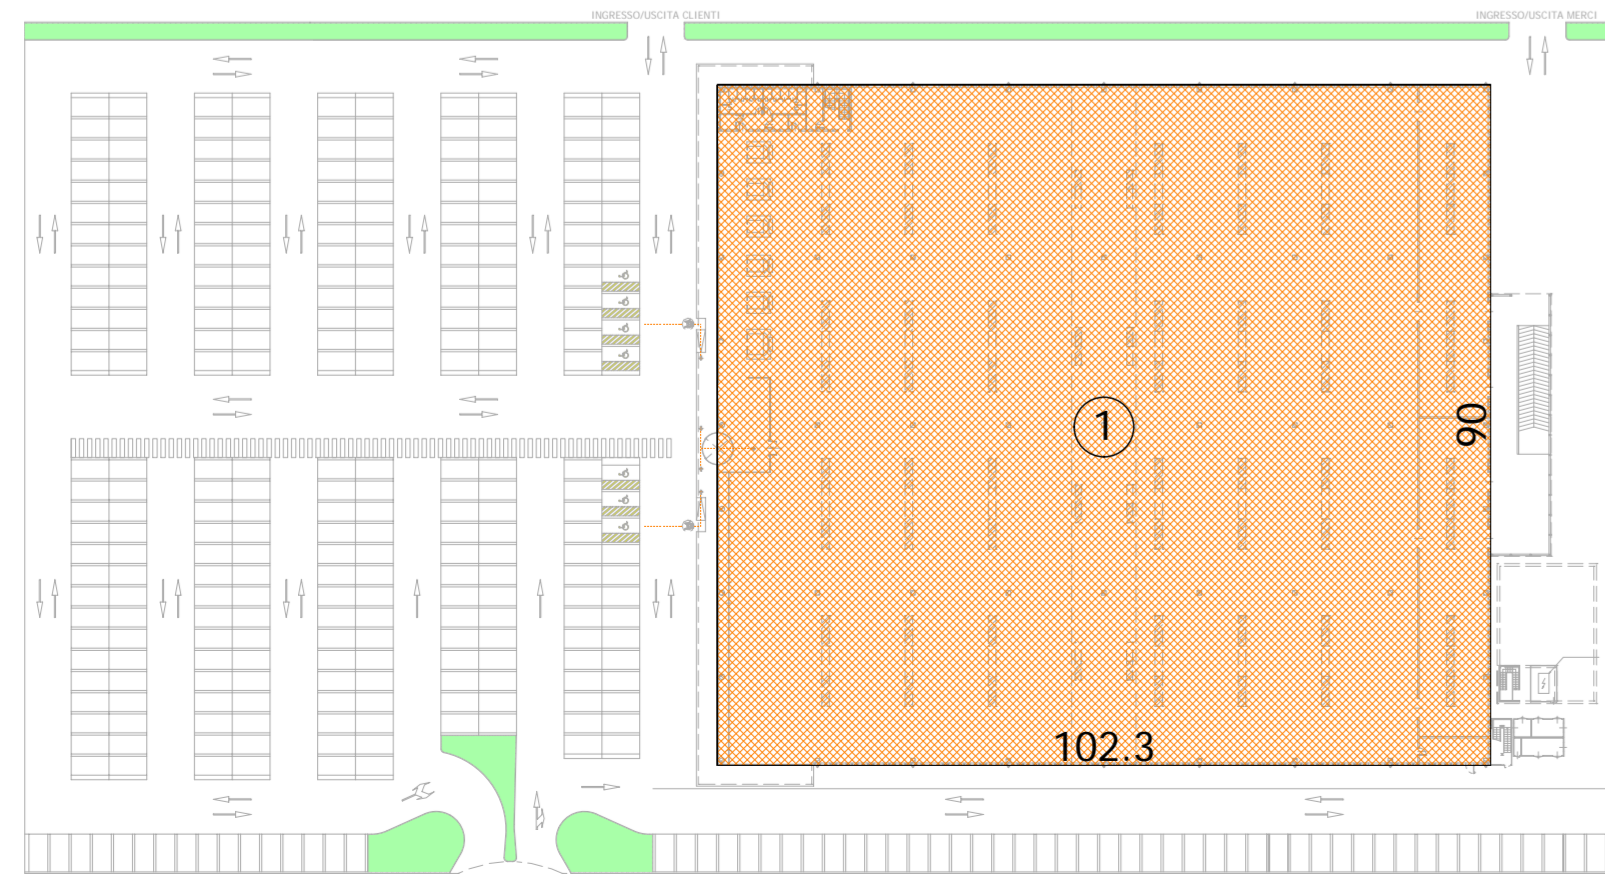 INGRESSO/USCITA CLIENTI
INGRESSO/USCITA MERCI
1
90
102.3